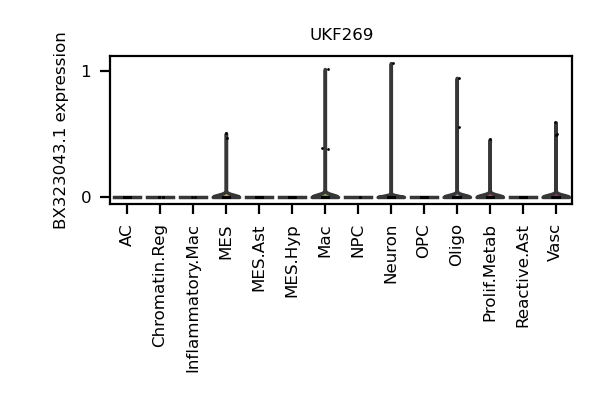 UKF269
BX323043.1 expression
1
0
AC
Chromatin.Reg
Inflammatory.Mac
MES
MES.Ast
MES.Hyp
Mac
NPC
Neuron
OPC
Oligo
Prolif.Metab
Reactive.Ast
Vasc